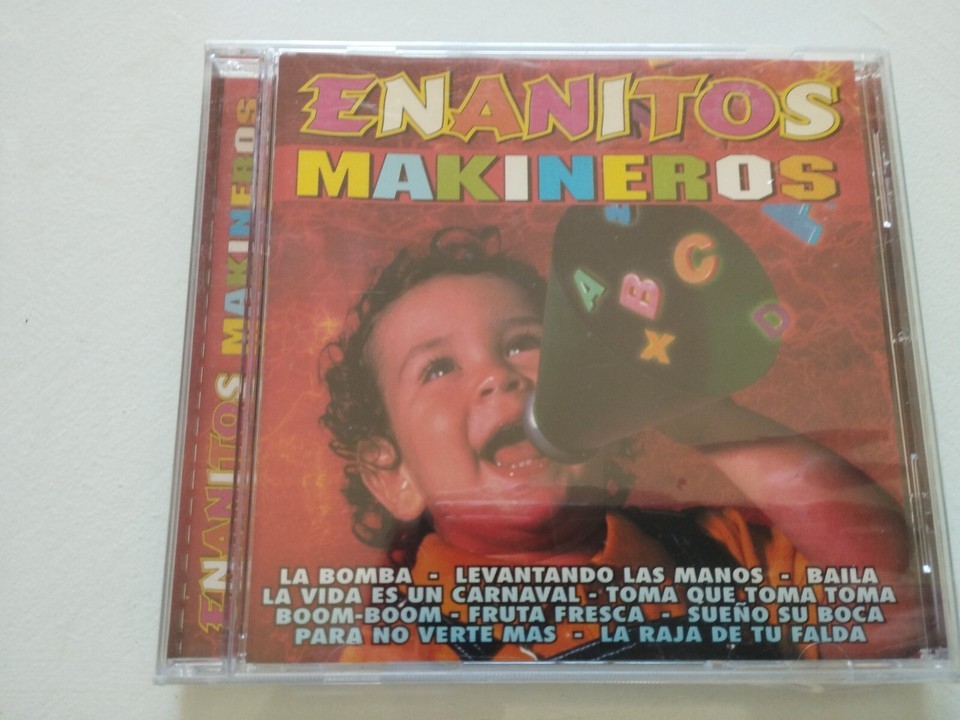 ENANITOS
MAKINEROS
ENANITOS MAKINEROS
A B C
X D
LA BOMBA - LEVANTANDO LAS MANOS - BAILA
LA VIDA ES UN CARNAVAL - TOMA QUE TOMA TOMA
BOOM-BOOM - FRUTA FRESCA - SUEÑO SU BOCA
PARA NO VERTE MAS - LA RAJA DE TU FALDA